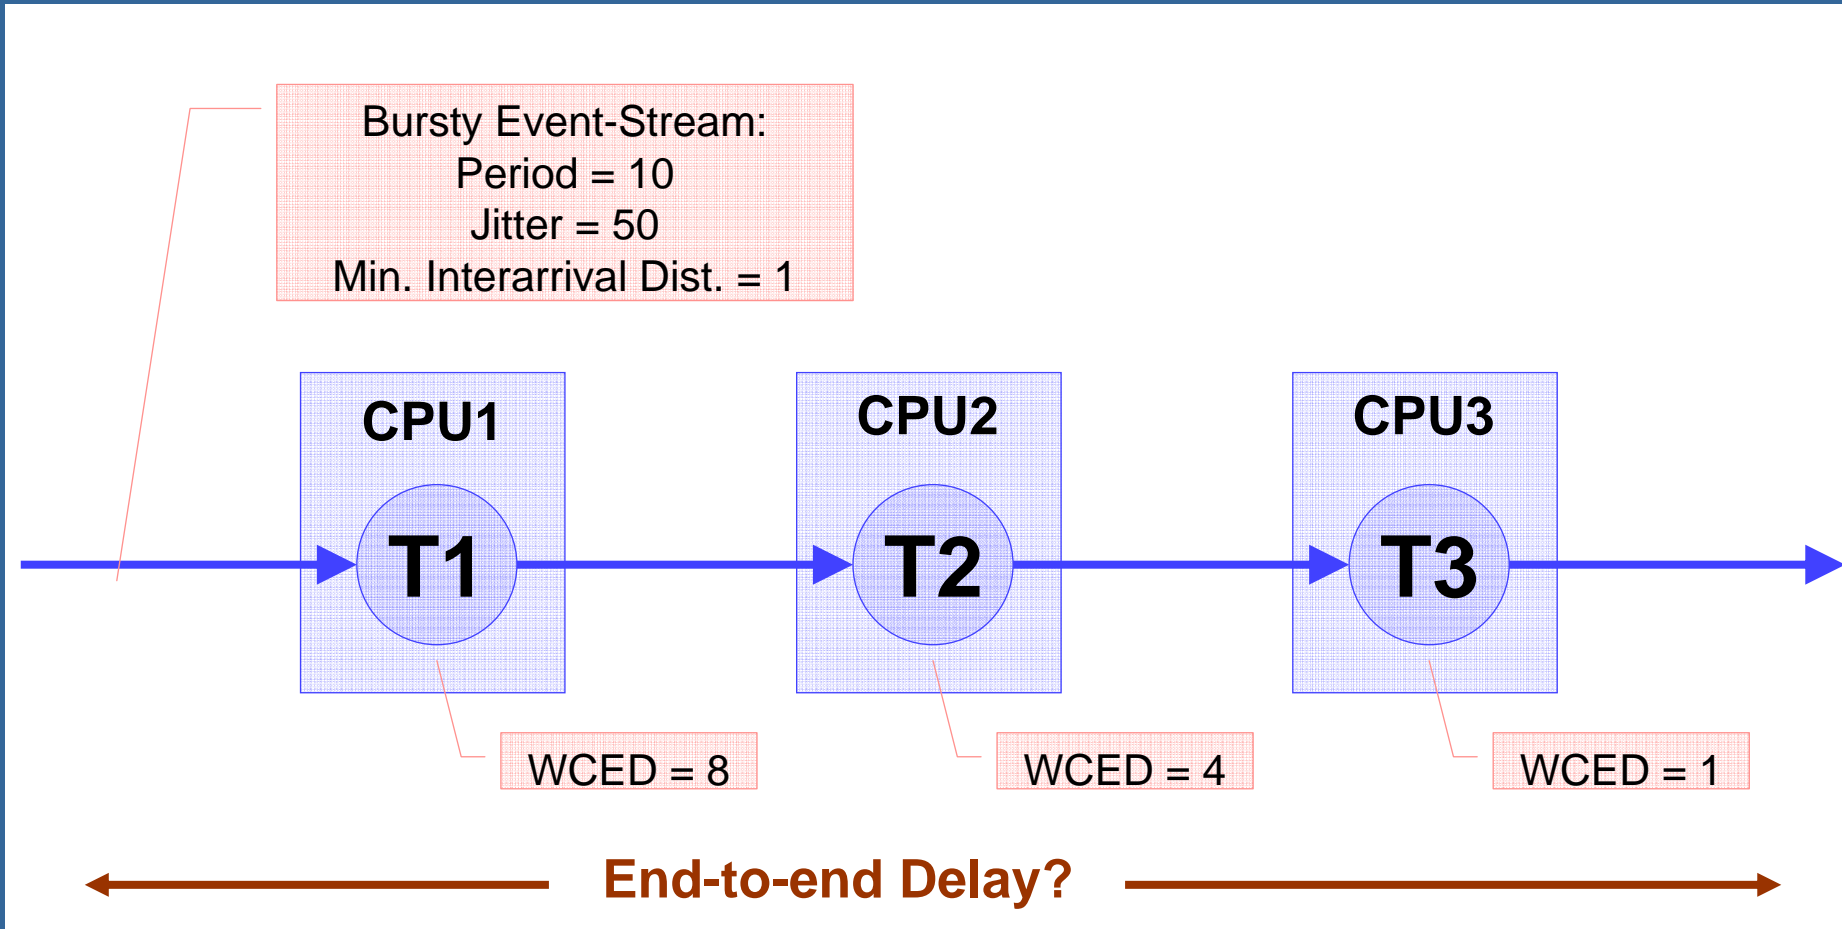 Bursty Event-Stream:
Period = 10
Jitter = 50
Min. Interarrival Dist. = 1
CPU1
CPU2
CPU3
T1
T2
T3
WCED = 8
WCED = 4
WCED = 1
End-to-end Delay?